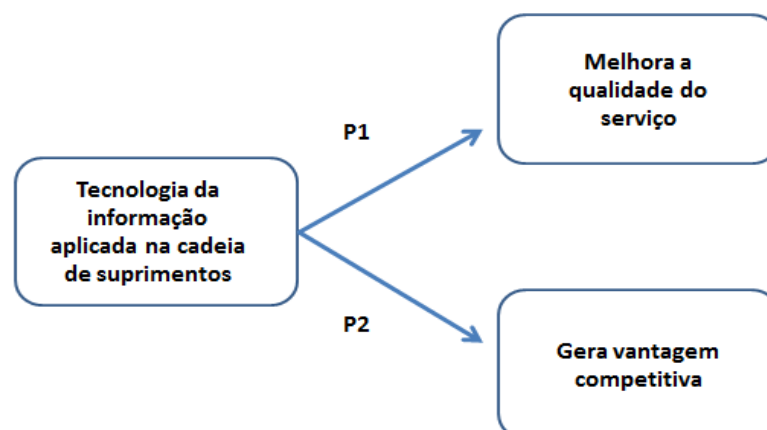 Melhora a
qualidade do
serviço
P1
Tecnologia da
informação
aplicada na cadeia
de suprimentos
P2
Gera vantagem
competitiva